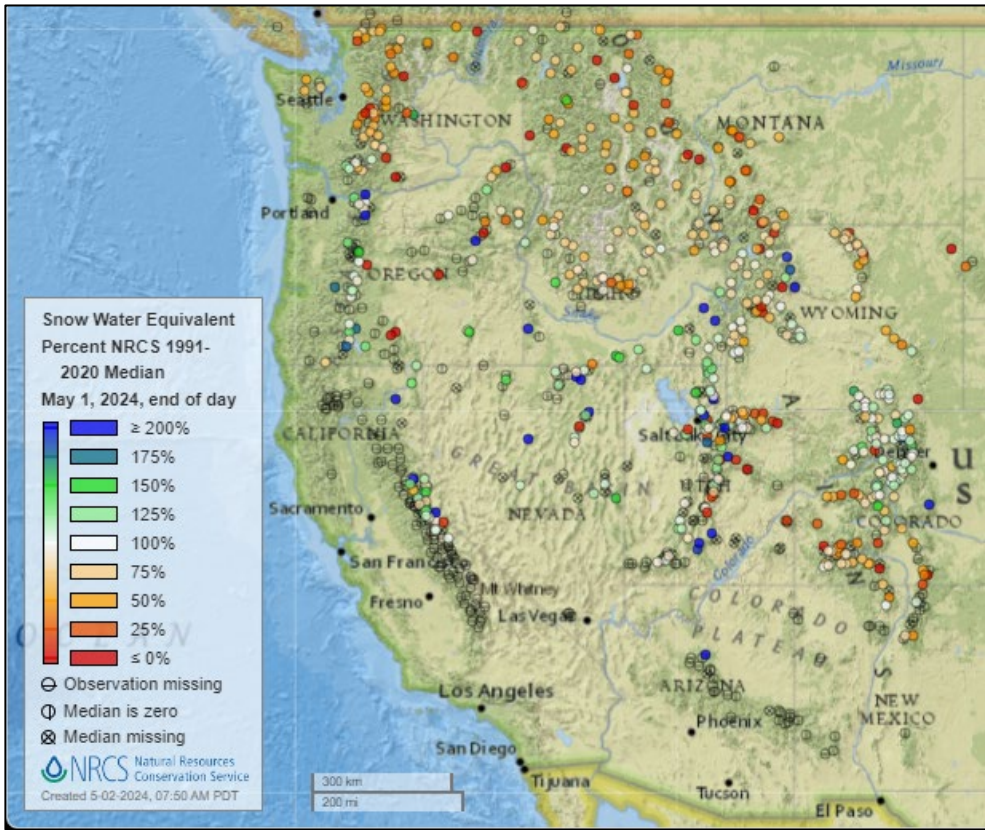 Seattle
WASHINGTON
MONTANA
Missouri
Portland
OREGON
IDAHO
Snake
WYOMING
CALIFORNIA
Salt Lake City
GREAT BASIN
UTAH
NEVADA
Denver
U
S
COLORADO
Sacramento
San Francisco
Mt Whitney
Fresno
Las Vegas
Colorado
COLORADO
PLATEAU
OCEAN
ARIZONA
NEW
MEXICO
Los Angeles
Phoenix
San Diego
Tijuana
Tucson
El Paso
Snow Water Equivalent
Percent NRCS 1991-
2020 Median
May 1, 2024, end of day
≥ 200%
175%
150%
125%
100%
75%
50%
25%
≤ 0%
Observation missing
Median is zero
Median missing
NRCS Natural Resources
Conservation Service
Created 5-02-2024, 07:50 AM PDT
300 km
200 mi